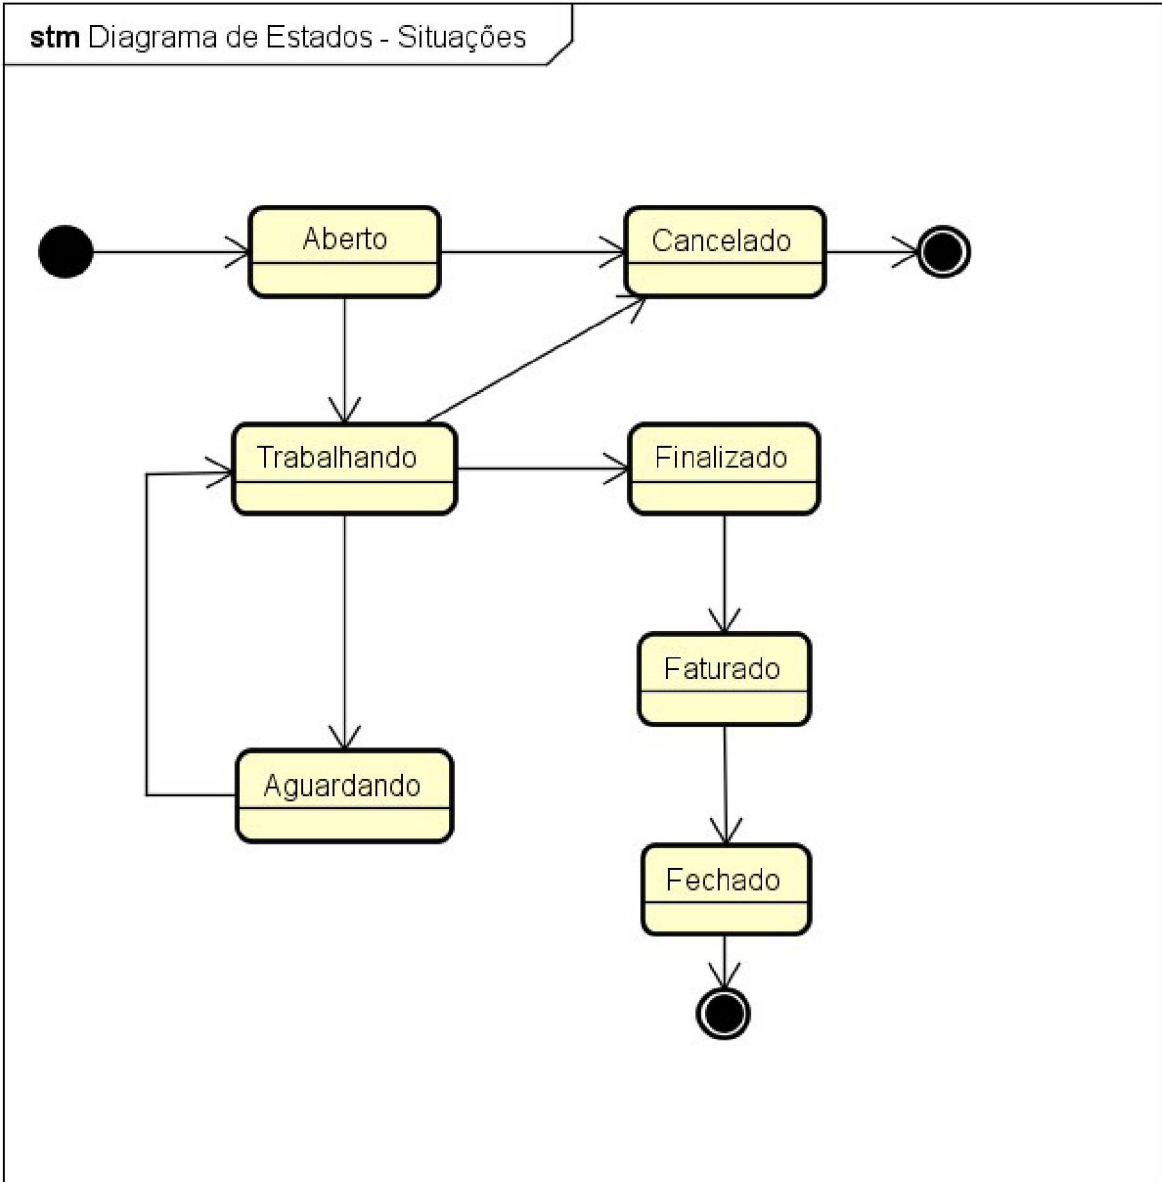 stm Diagrama de Estados - Situações
Aberto
Cancelado
Trabalhando
Finalizado
Faturado
Aguardando
Fechado